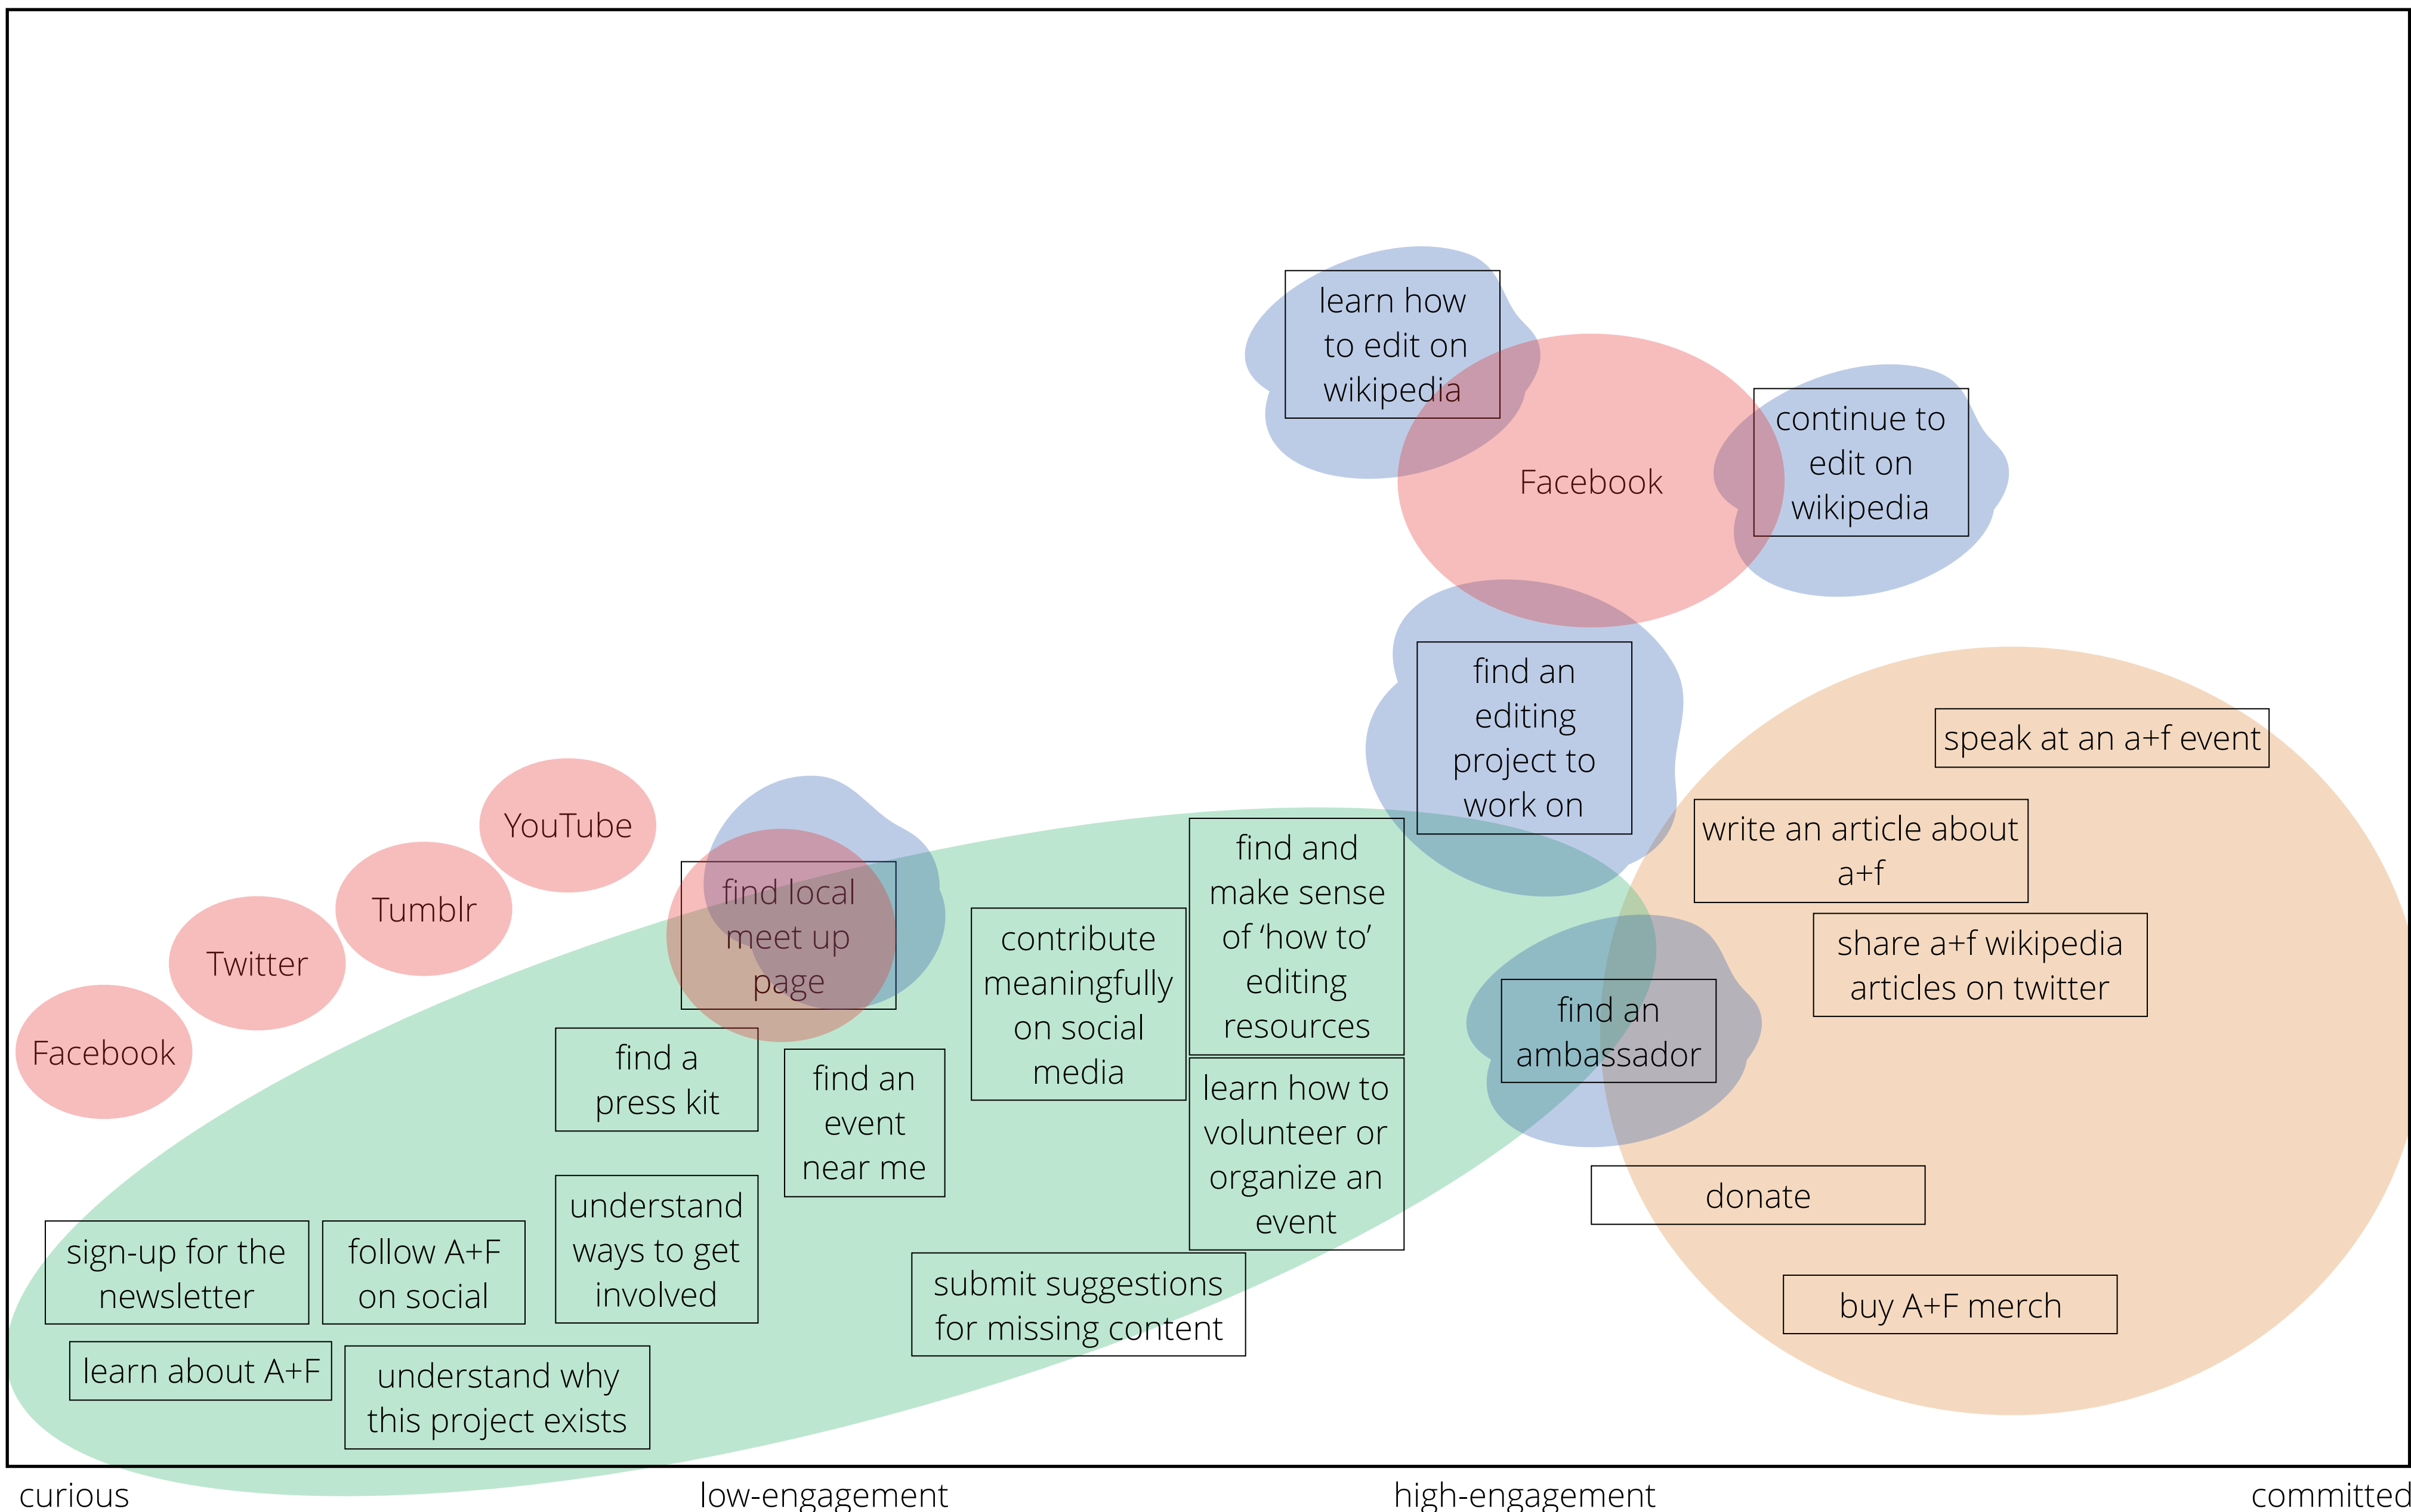 learn how
to edit on
wikipedia
Facebook
continue to
edit on
wikipedia
find an
editing
project to
work on
speak at an a+f event
write an article about
a+f
share a+f wikipedia
articles on twitter
YouTube
Tumblr
Twitter
Facebook
find local
meet up
page
contribute
meaningfully
on social
media
find and
make sense
of ‘how to’
editing
resources
find an
ambassador
find a
press kit
find an
event
near me
learn how to
volunteer or
organize an
event
donate
understand
ways to get
involved
sign-up for the
newsletter
follow A+F
on social
submit suggestions
for missing content
buy A+F merch
learn about A+F
understand why
this project exists
curious
low-engagement
high-engagement
committed